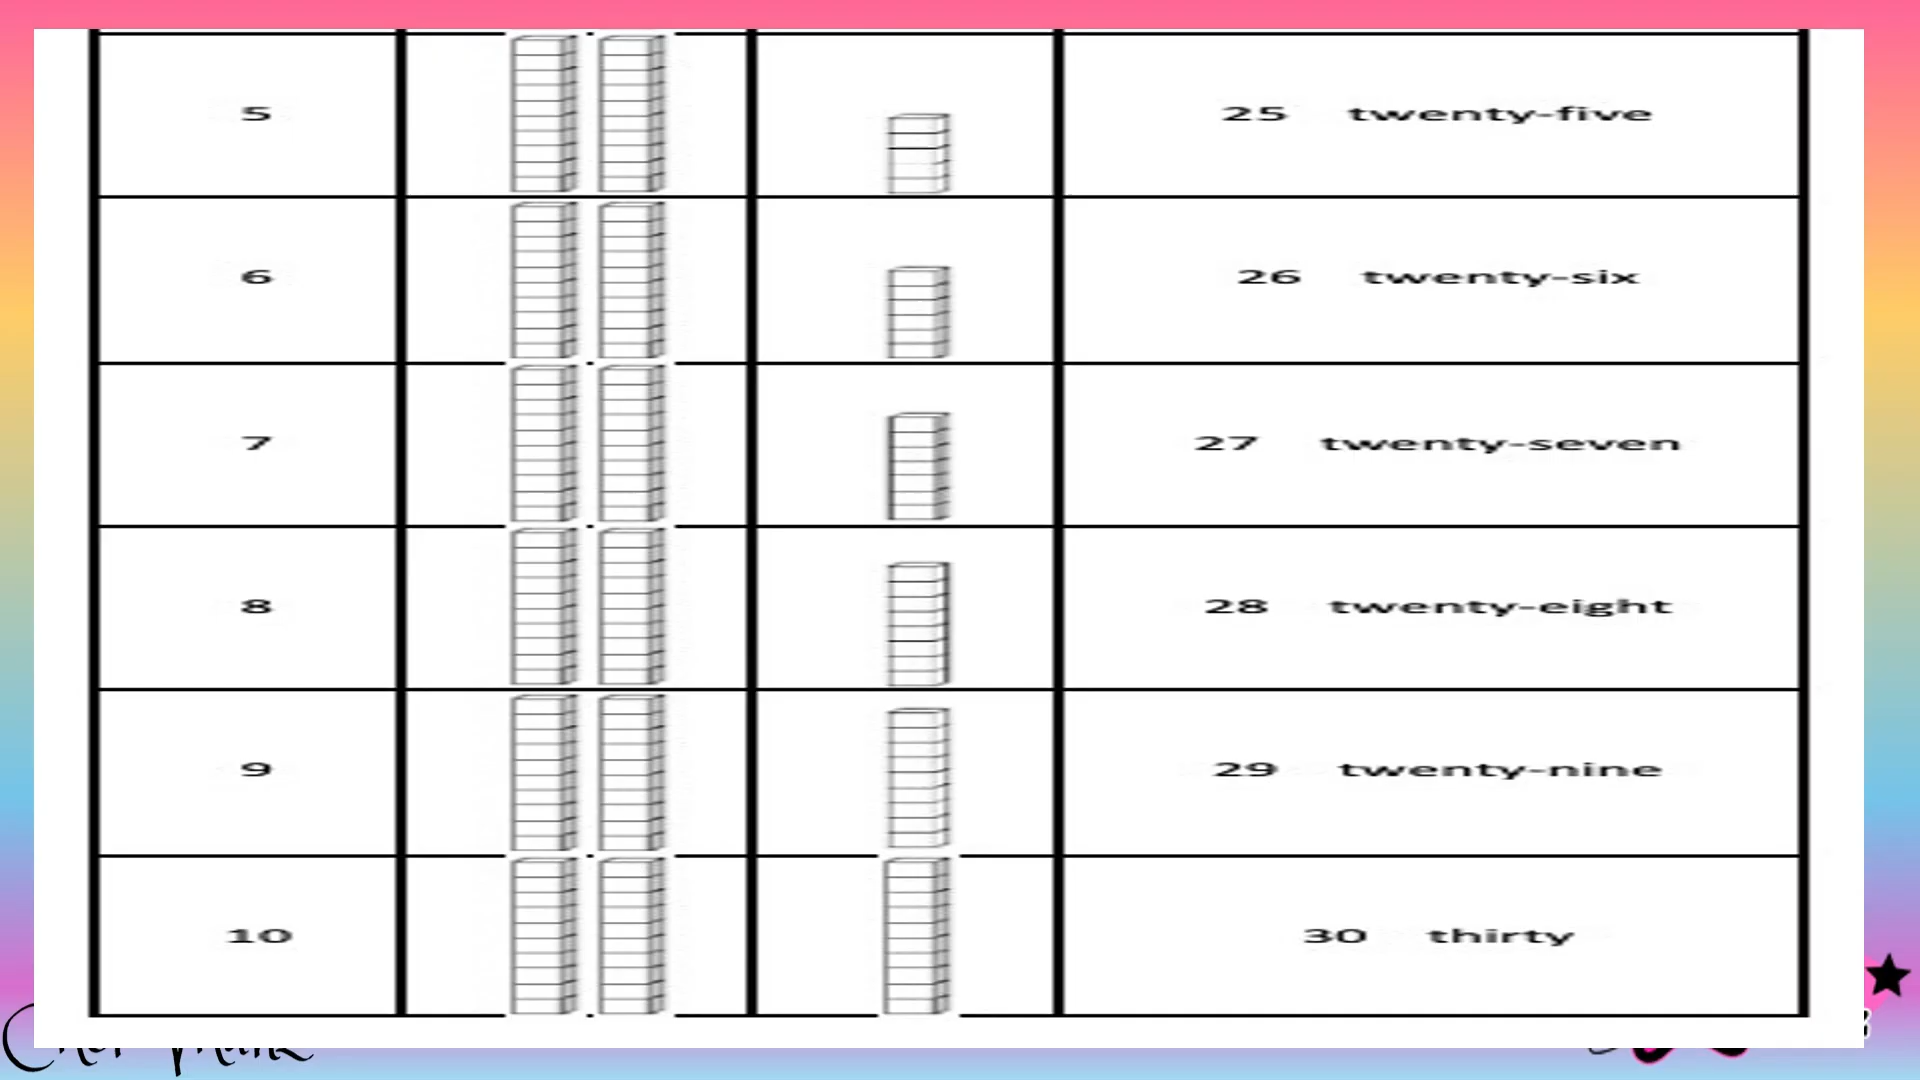 5 25 twenty-five
6 26 twenty-six
7 27 twenty-seven
8 28 twenty-eight
9 29 twenty-nine
10 30 thirty